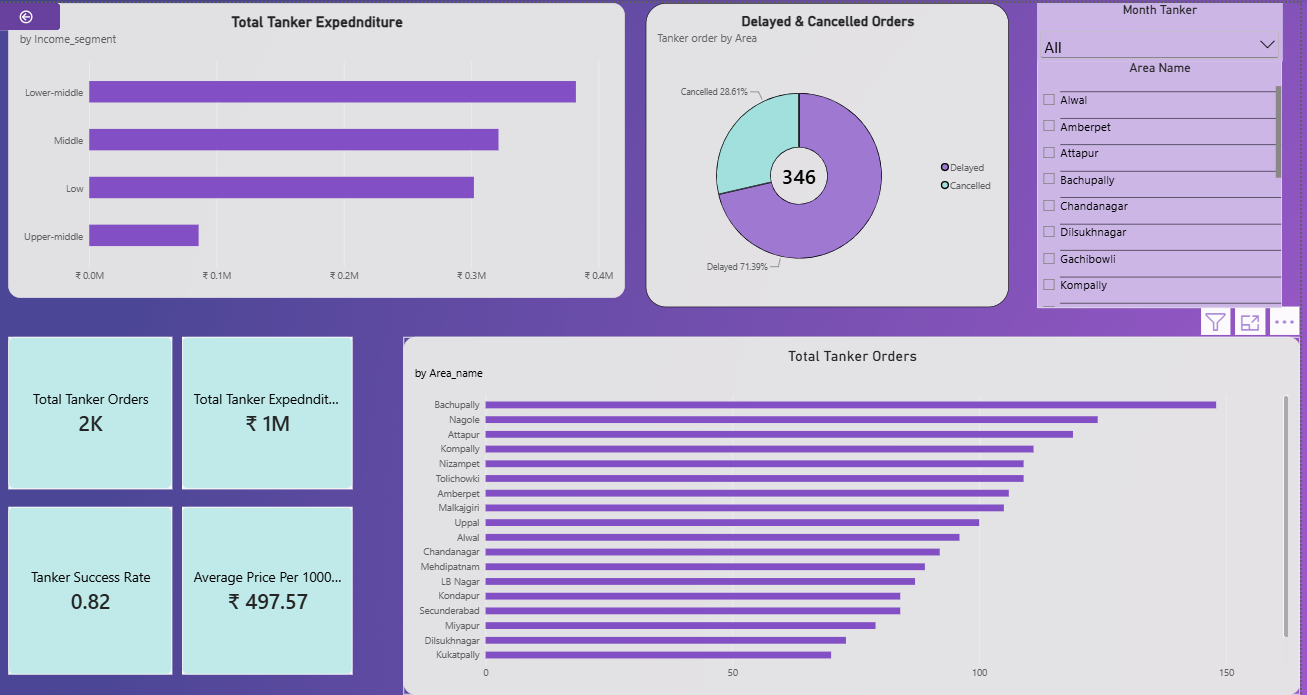 Total Tanker Expednditure
by Income_segment
Lower-middle
Middle
Low
Upper-middle
₹ 0.0M
₹ 0.1M
₹ 0.2M
₹ 0.3M
₹ 0.4M
Delayed & Cancelled Orders
Tanker order by Area
Cancelled 28.61%
346
Delayed
Cancelled
Delayed 71.39%
Month Tanker
All
Area Name
Alwal
Amberpet
Attapur
Bachupally
Chandanagar
Dilsukhnagar
Gachibowli
Kompally
Total Tanker Orders
2K
Total Tanker Expedndit...
₹ 1M
Tanker Success Rate
0.82
Average Price Per 1000...
₹ 497.57
Total Tanker Orders
by Area_name
Bachupally
Nagole
Attapur
Kompally
Nizampet
Tolichowki
Amberpet
Malkajgiri
Uppal
Alwal
Chandanagar
Mehdipatnam
LB Nagar
Kondapur
Secunderabad
Miyapur
Dilsukhnagar
Kukatpally
0
50
100
150